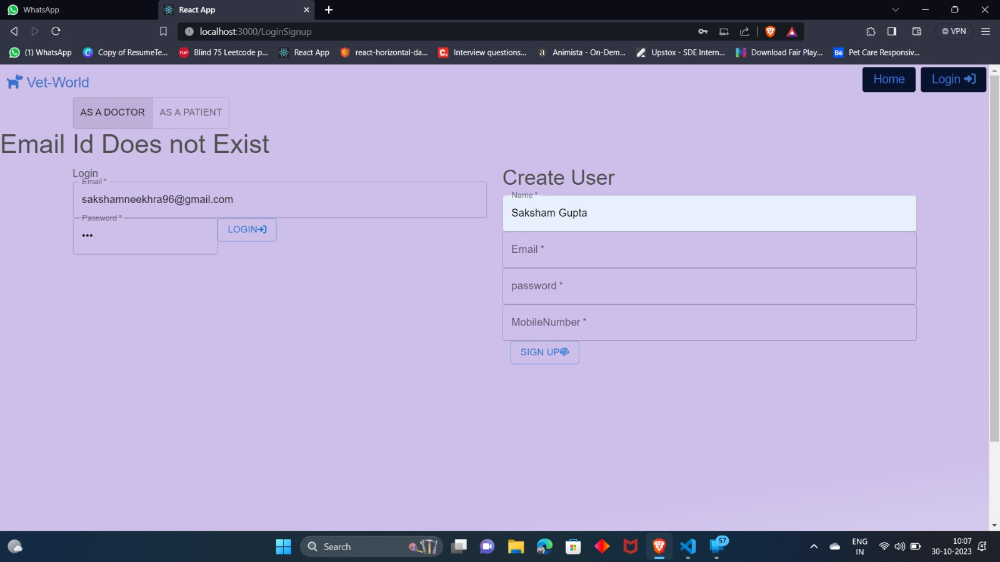 WhatsApp
React App
localhost:3000/LoginSignup
VPN
(1) WhatsApp
Copy of ResumeTe...
Blind 75 Leetcode p...
React App
react-horizontal-da...
Interview questions...
Animista - On-Dem...
Upstox - SDE Intern...
Download Fair Play...
Bē Pet Care Responsiv...
Vet-World
Home
Login
AS A DOCTOR
AS A PATIENT
Email Id Does not Exist
Login
Email *
sakshamneekhra96@gmail.com
Password *
•••
LOGIN
Create User
Name *
Saksham Gupta
Email *
password *
MobileNumber *
SIGN UP
Search
57
ENG
IN
10:07
30-10-2023